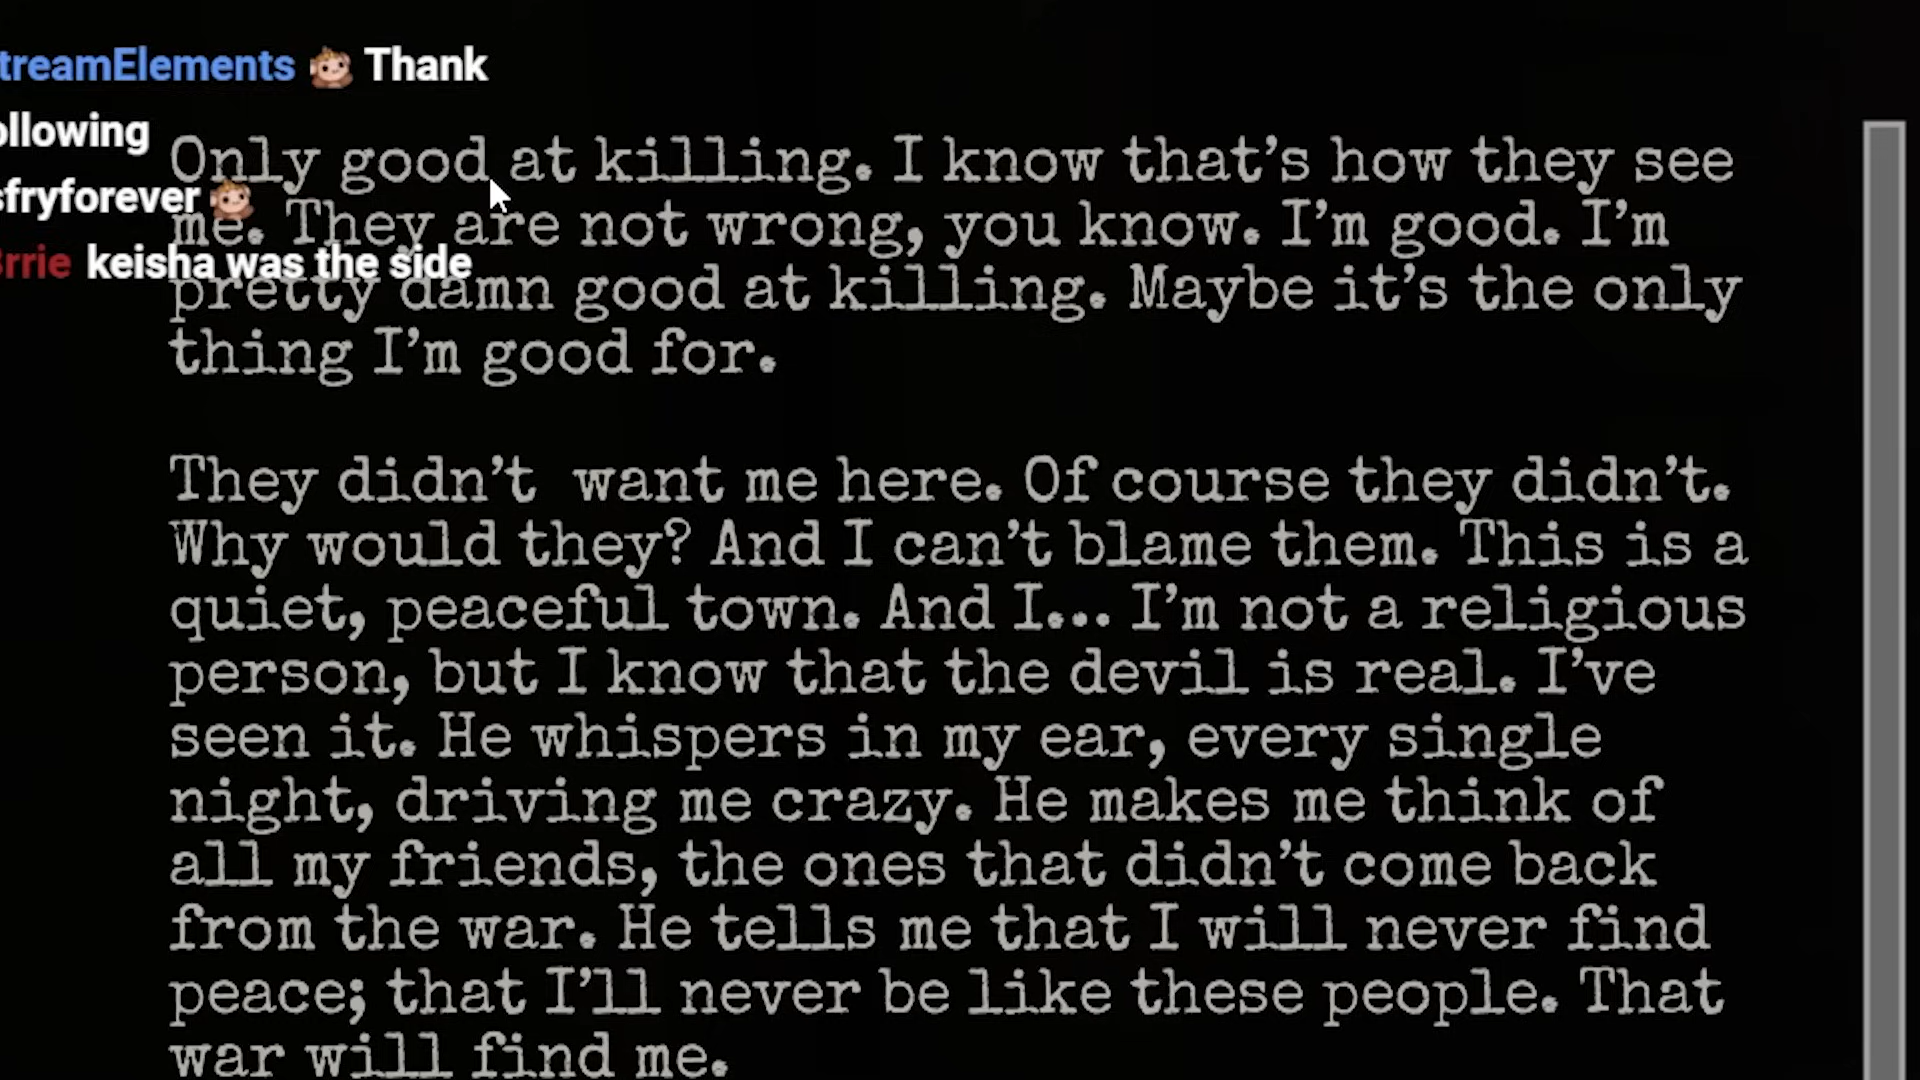 treamElements Thank
ollowing
Only good at killing. I know that's how they see
sfryforever
me. They are not wrong, you know. I'm good. I'm
rrie keisha was the side
pretty damn good at killing. Maybe it's the only
thing I'm good for.
They didn't  want me here. Of course they didn't.
Why would they? And I can't blame them. This is a
quiet, peaceful town. And I... I'm not a religious
person, but I know that the devil is real. I've
seen it. He whispers in my ear, every single
night, driving me crazy. He makes me think of
all my friends, the ones that didn't come back
from the war. He tells me that I will never find
peace; that I'll never be like these people. That
war will find me.